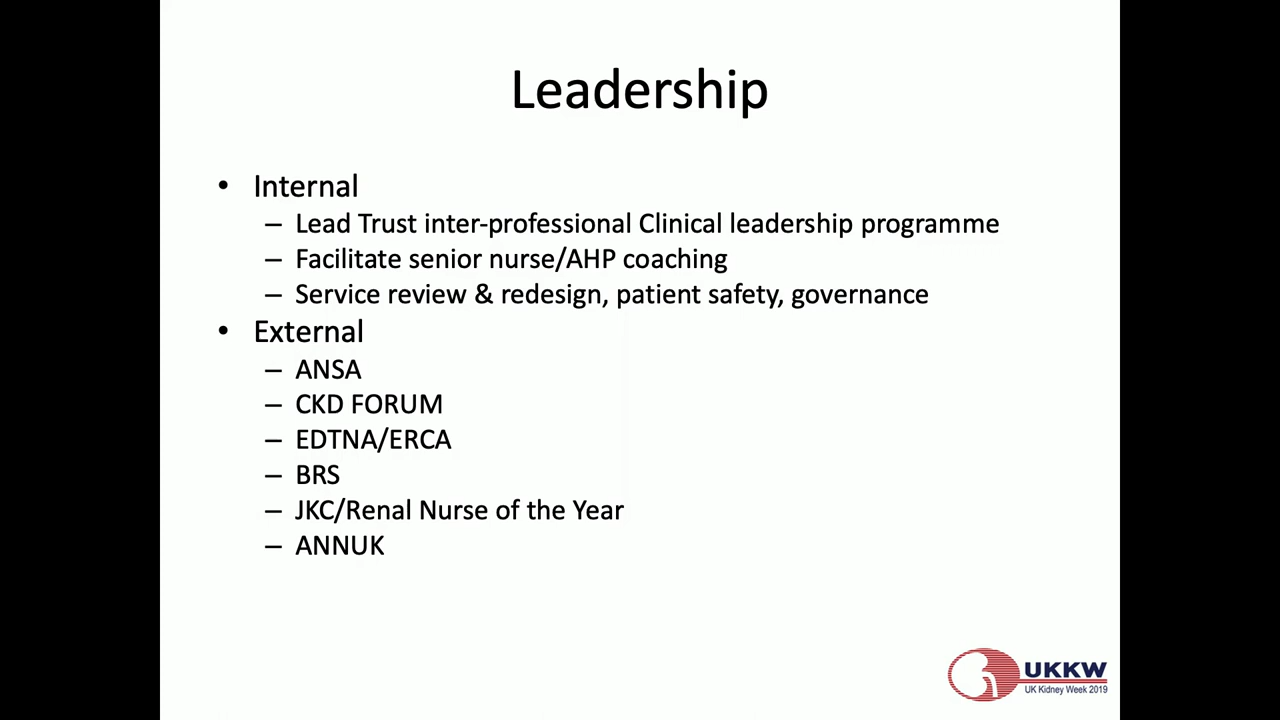 Leadership
• Internal
– Lead Trust inter-professional Clinical leadership programme
– Facilitate senior nurse/AHP coaching
– Service review & redesign, patient safety, governance
• External
– ANSA
– CKD FORUM
– EDTNA/ERCA
– BRS
– JKC/Renal Nurse of the Year
– ANNUK
UKKW
UK Kidney Week 2019